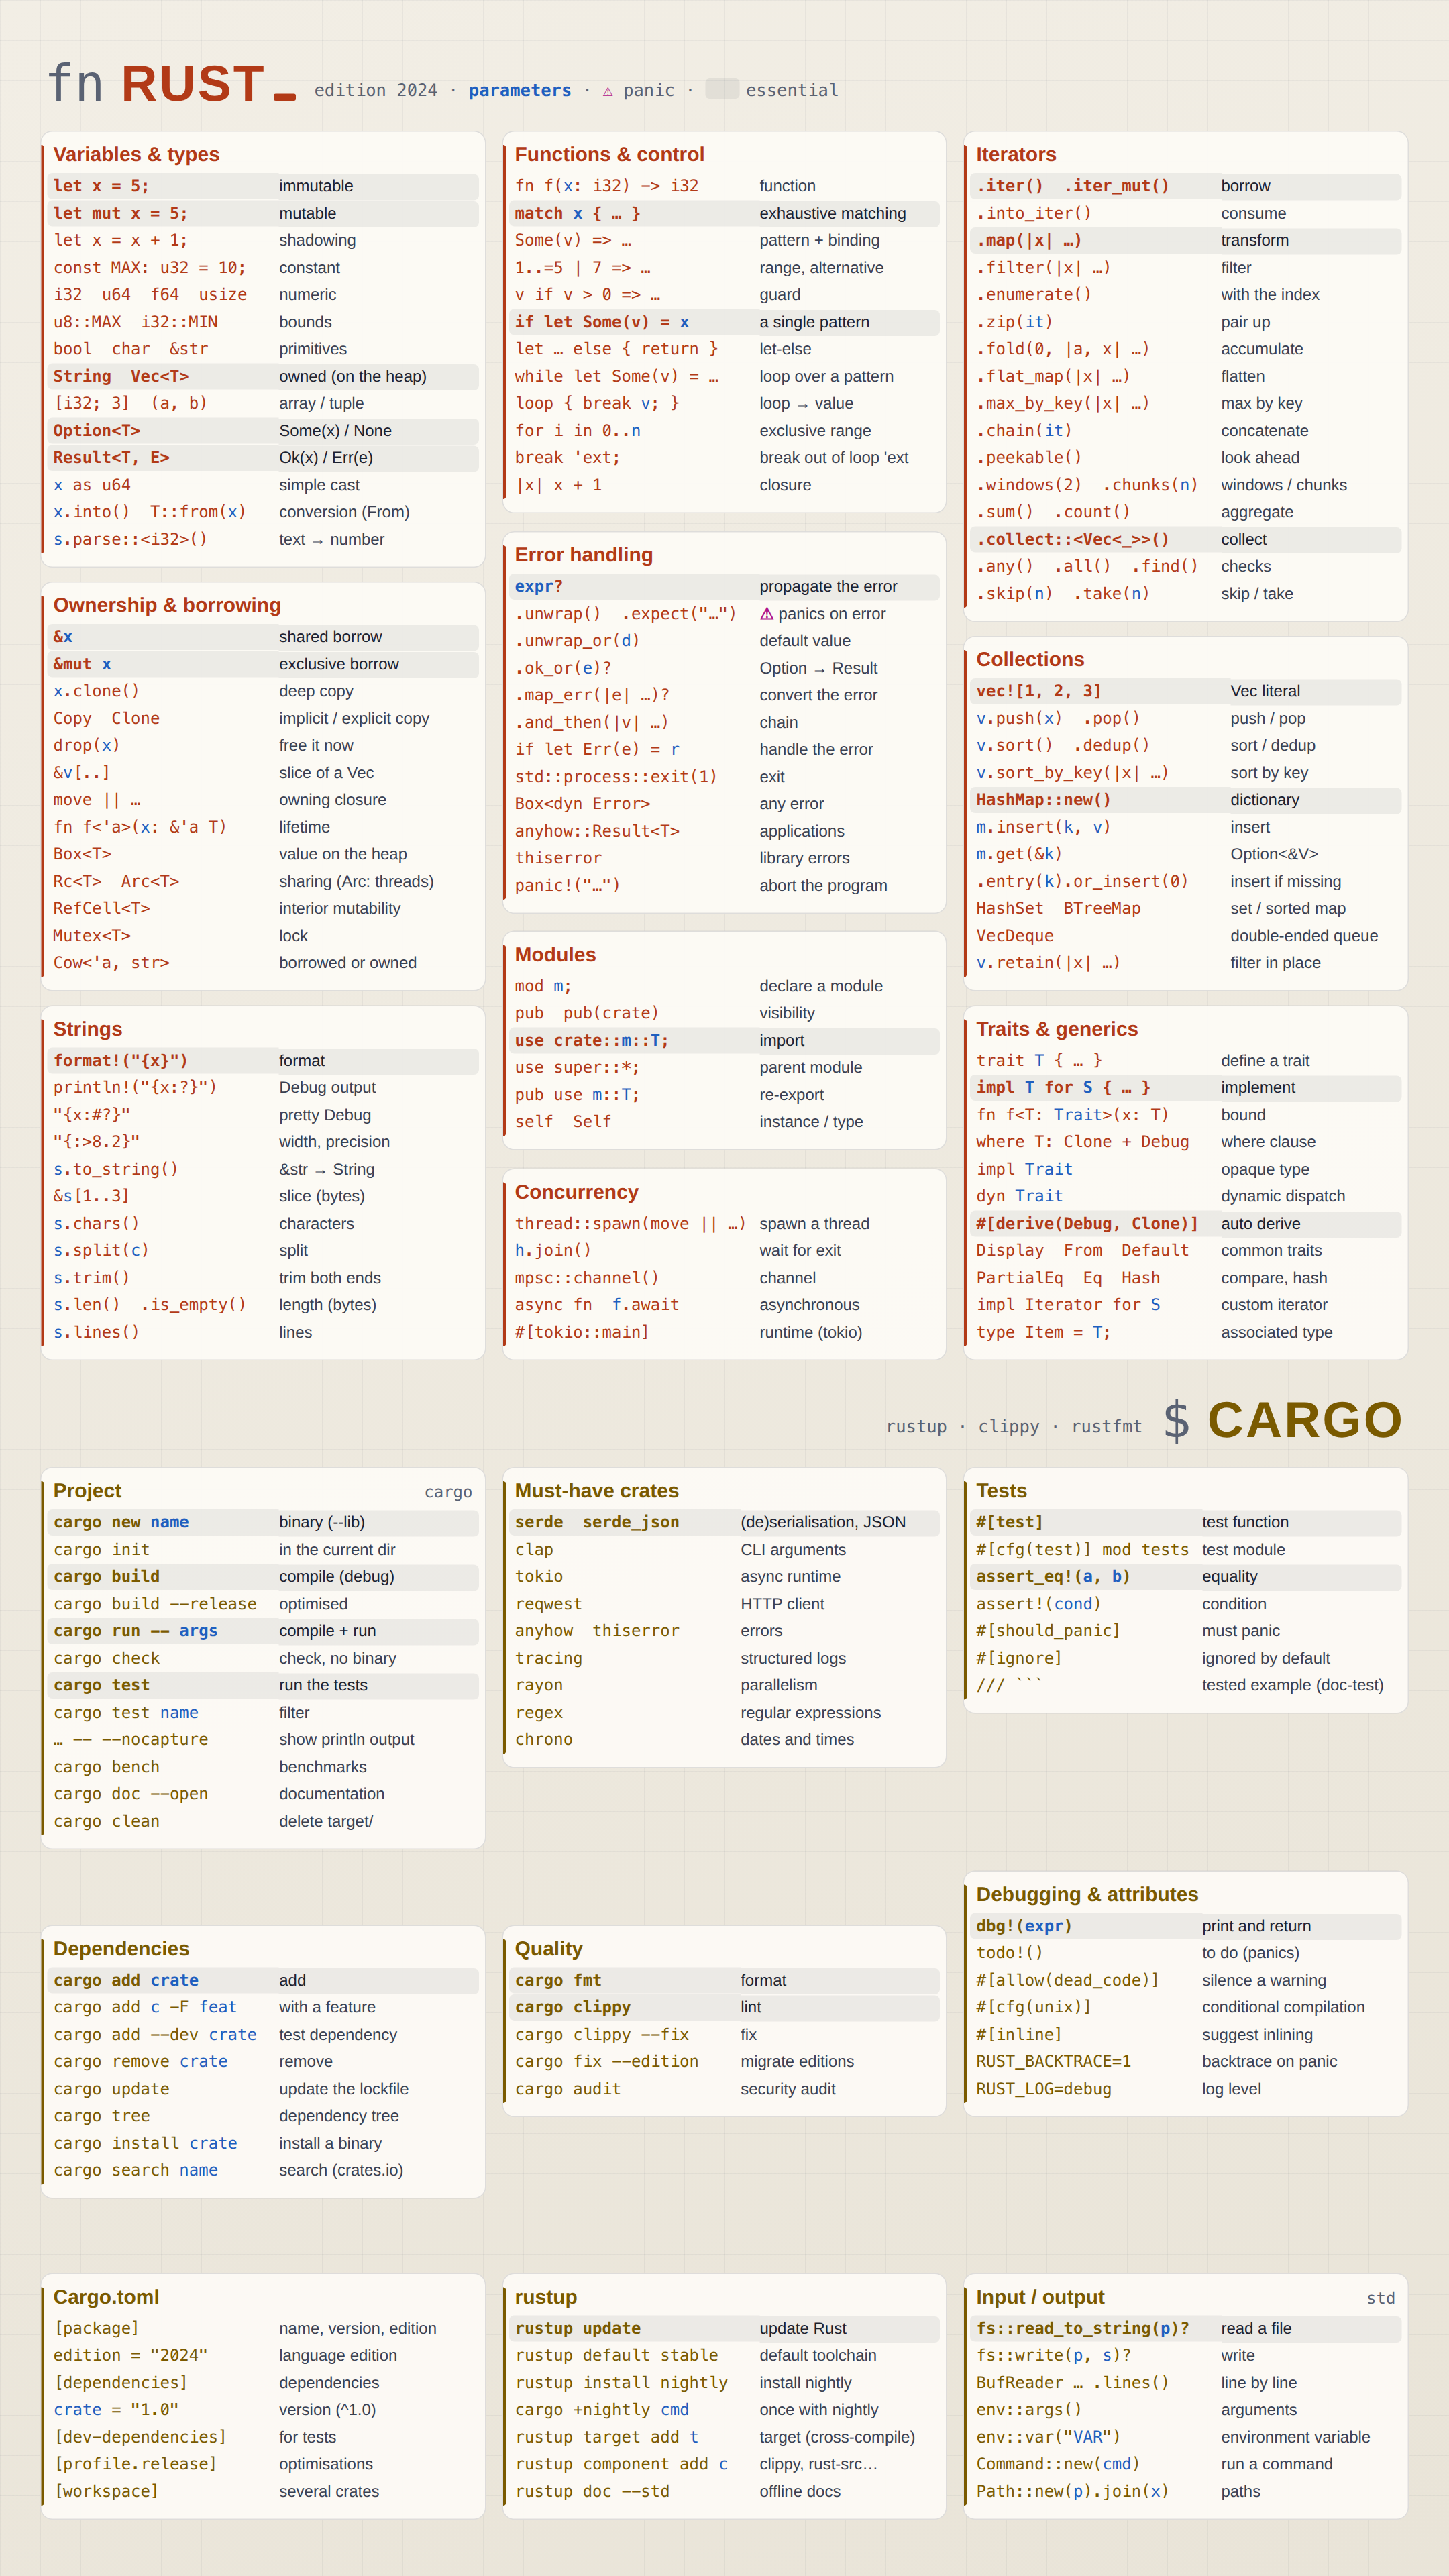 fn RUST_ edition 2024 · parameters · ⚠ panic · essential
Variables & types
let x = 5; immutable
let mut x = 5; mutable
let x = x + 1; shadowing
const MAX: u32 = 10; constant
i32 u64 f64 usize numeric
u8::MAX i32::MIN bounds
bool char &str primitives
String Vec<T> owned (on the heap)
[i32; 3] (a, b) array / tuple
Option<T> Some(x) / None
Result<T, E> Ok(x) / Err(e)
x as u64 simple cast
x.into() T::from(x) conversion (From)
s.parse::<i32>() text → number
Ownership & borrowing
&x shared borrow
&mut x exclusive borrow
x.clone() deep copy
Copy Clone implicit / explicit copy
drop(x) free it now
&v[..] slice of a Vec
move || … owning closure
fn f<'a>(x: &'a T) lifetime
Box<T> value on the heap
Rc<T> Arc<T> sharing (Arc: threads)
RefCell<T> interior mutability
Mutex<T> lock
Cow<'a, str> borrowed or owned
Strings
format!("{x}") format
println!("{x:?}") Debug output
"{x:#?}" pretty Debug
"{:>8.2}" width, precision
s.to_string() &str → String
&s[1..3] slice (bytes)
s.chars() characters
s.split(c) split
s.trim() trim both ends
s.len() .is_empty() length (bytes)
s.lines() lines
Functions & control
fn f(x: i32) -> i32 function
match x { … } exhaustive matching
Some(v) => … pattern + binding
1..=5 | 7 => … range, alternative
v if v > 0 => … guard
if let Some(v) = x a single pattern
let … else { return } let-else
while let Some(v) = … loop over a pattern
loop { break v; } loop → value
for i in 0..n exclusive range
break 'ext; break out of loop 'ext
|x| x + 1 closure
Error handling
expr? propagate the error
.unwrap() .expect("…") ⚠ panics on error
.unwrap_or(d) default value
.ok_or(e)? Option → Result
.map_err(|e| …)? convert the error
.and_then(|v| …) chain
if let Err(e) = r handle the error
std::process::exit(1) exit
Box<dyn Error> any error
anyhow::Result<T> applications
thiserror library errors
panic!("…") abort the program
Modules
mod m; declare a module
pub pub(crate) visibility
use crate::m::T; import
use super::*; parent module
pub use m::T; re-export
self Self instance / type
Concurrency
thread::spawn(move || …) spawn a thread
h.join() wait for exit
mpsc::channel() channel
async fn f.await asynchronous
#[tokio::main] runtime (tokio)
Iterators
.iter() .iter_mut() borrow
.into_iter() consume
.map(|x| …) transform
.filter(|x| …) filter
.enumerate() with the index
.zip(it) pair up
.fold(0, |a, x| …) accumulate
.flat_map(|x| …) flatten
.max_by_key(|x| …) max by key
.chain(it) concatenate
.peekable() look ahead
.windows(2) .chunks(n) windows / chunks
.sum() .count() aggregate
.collect::<Vec<_>>() collect
.any() .all() .find() checks
.skip(n) .take(n) skip / take
Collections
vec![1, 2, 3] Vec literal
v.push(x) .pop() push / pop
v.sort() .dedup() sort / dedup
v.sort_by_key(|x| …) sort by key
HashMap::new() dictionary
m.insert(k, v) insert
m.get(&k) Option<&V>
.entry(k).or_insert(0) insert if missing
HashSet BTreeMap set / sorted map
VecDeque double-ended queue
v.retain(|x| …) filter in place
Traits & generics
trait T { … } define a trait
impl T for S { … } implement
fn f<T: Trait>(x: T) bound
where T: Clone + Debug where clause
impl Trait opaque type
dyn Trait dynamic dispatch
#[derive(Debug, Clone)] auto derive
Display From Default common traits
PartialEq Eq Hash compare, hash
impl Iterator for S custom iterator
type Item = T; associated type
rustup · clippy · rustfmt $ CARGO
Project cargo
cargo new name binary (--lib)
cargo init in the current dir
cargo build compile (debug)
cargo build --release optimised
cargo run -- args compile + run
cargo check check, no binary
cargo test run the tests
cargo test name filter
… -- --nocapture show println output
cargo bench benchmarks
cargo doc --open documentation
cargo clean delete target/
Must-have crates
serde serde_json (de)serialisation, JSON
clap CLI arguments
tokio async runtime
reqwest HTTP client
anyhow thiserror errors
tracing structured logs
rayon parallelism
regex regular expressions
chrono dates and times
Tests
#[test] test function
#[cfg(test)] mod tests test module
assert_eq!(a, b) equality
assert!(cond) condition
#[should_panic] must panic
#[ignore] ignored by default
/// ``` tested example (doc-test)
Dependencies
cargo add crate add
cargo add c -F feat with a feature
cargo add --dev crate test dependency
cargo remove crate remove
cargo update update the lockfile
cargo tree dependency tree
cargo install crate install a binary
cargo search name search (crates.io)
Quality
cargo fmt format
cargo clippy lint
cargo clippy --fix fix
cargo fix --edition migrate editions
cargo audit security audit
Debugging & attributes
dbg!(expr) print and return
todo!() to do (panics)
#[allow(dead_code)] silence a warning
#[cfg(unix)] conditional compilation
#[inline] suggest inlining
RUST_BACKTRACE=1 backtrace on panic
RUST_LOG=debug log level
Cargo.toml
[package] name, version, edition
edition = "2024" language edition
[dependencies] dependencies
crate = "1.0" version (^1.0)
[dev-dependencies] for tests
[profile.release] optimisations
[workspace] several crates
rustup
rustup update update Rust
rustup default stable default toolchain
rustup install nightly install nightly
cargo +nightly cmd once with nightly
rustup target add t target (cross-compile)
rustup component add c clippy, rust-src…
rustup doc --std offline docs
Input / output std
fs::read_to_string(p)? read a file
fs::write(p, s)? write
BufReader … .lines() line by line
env::args() arguments
env::var("VAR") environment variable
Command::new(cmd) run a command
Path::new(p).join(x) paths